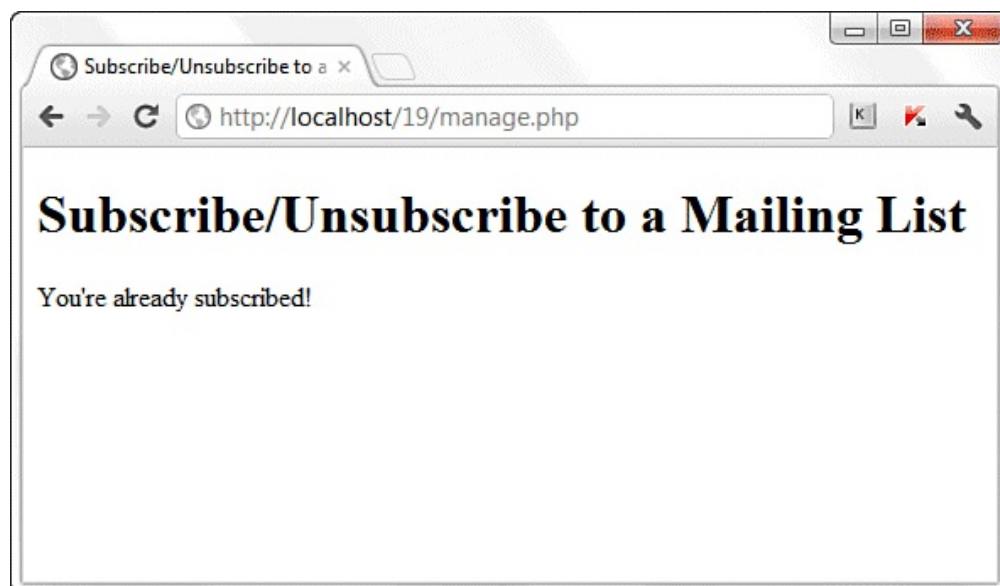 Subscribe/Unsubscribe to a
http://localhost/19/manage.php
K
Subscribe/Unsubscribe to a Mailing List
You're already subscribed!